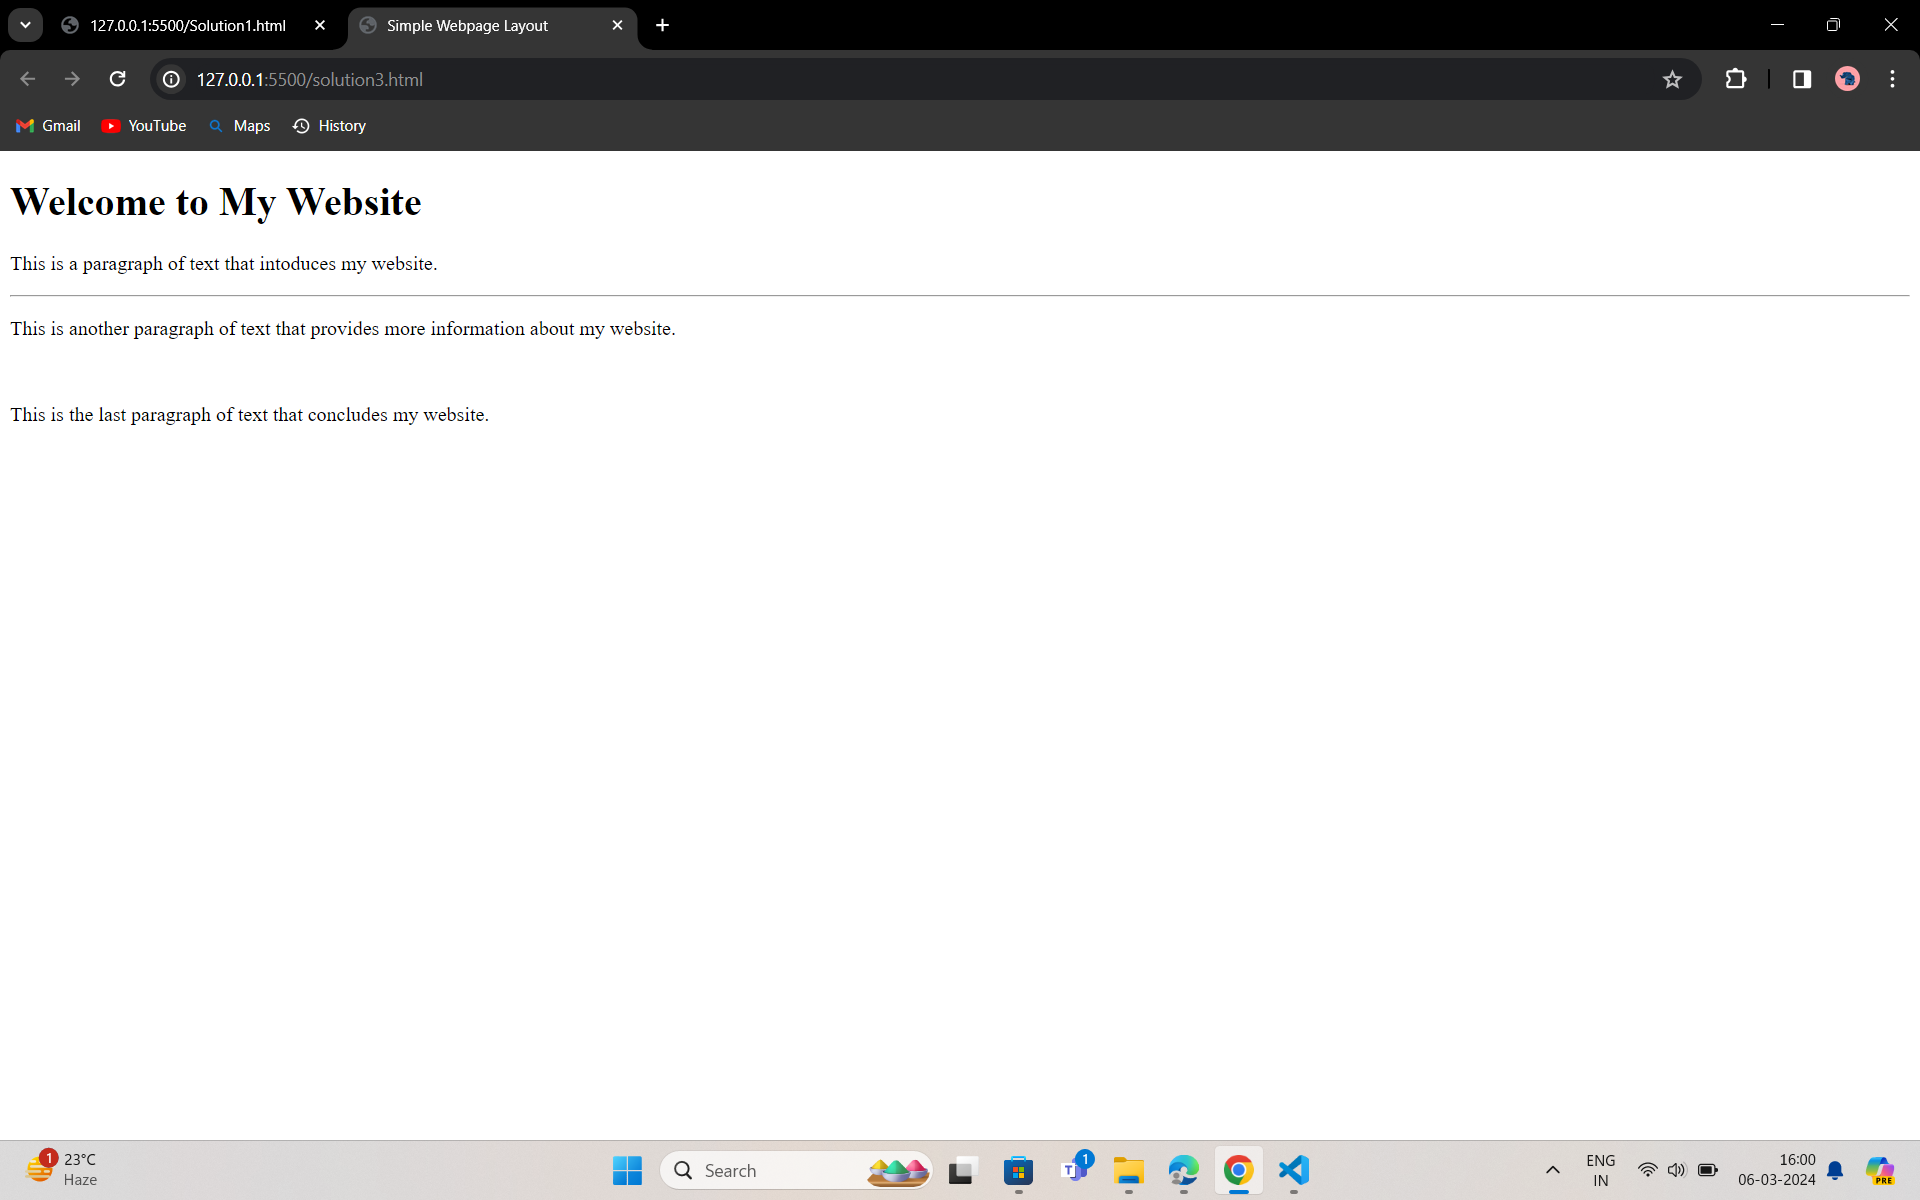 127.0.0.1:5500/Solution1.html
Simple Webpage Layout
127.0.0.1:5500/solution3.html
Gmail YouTube Maps History
Welcome to My Website
This is a paragraph of text that intoduces my website.
This is another paragraph of text that provides more information about my website.
This is the last paragraph of text that concludes my website.
1
23°C
Haze
Search
T
1
ENG
IN
16:00
06-03-2024
PRE